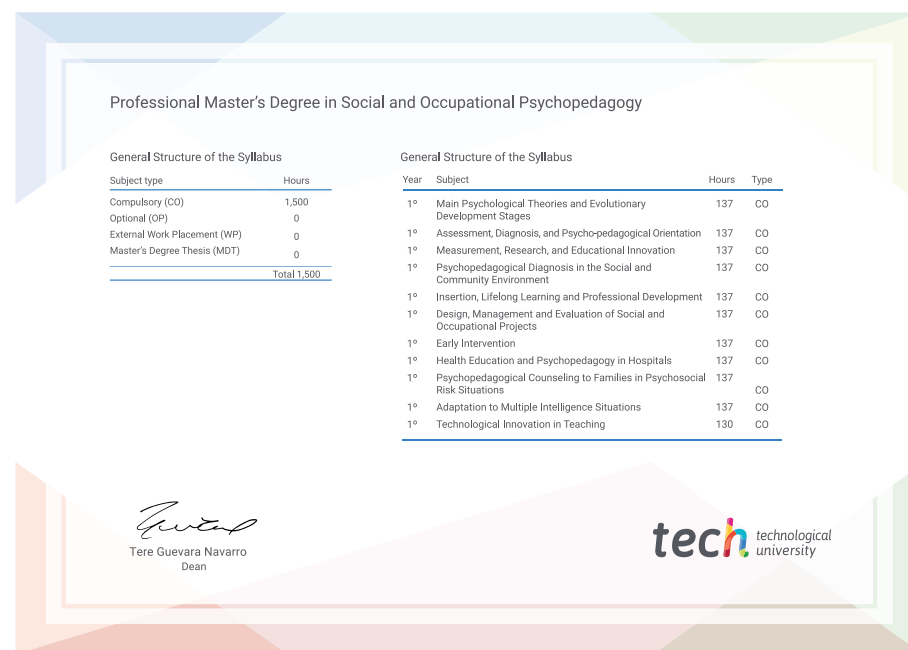 Professional Master's Degree in Social and Occupational Psychopedagogy
General Structure of the Syllabus
Subject type Hours
Compulsory (CO) 1,500
Optional (OP) 0
External Work Placement (WP) 0
Master's Degree Thesis (MDT) 0
Total 1,500
General Structure of the Syllabus
Year Subject Hours Type
1º Main Psychological Theories and Evolutionary 137 CO
Development Stages
1º Assessment, Diagnosis, and Psycho-pedagogical Orientation 137 CO
1º Measurement, Research, and Educational Innovation 137 CO
1º Psychopedagogical Diagnosis in the Social and 137 CO
Community Environment
1º Insertion, Lifelong Learning and Professional Development 137 CO
1º Design, Management and Evaluation of Social and 137 CO
Occupational Projects
1º Early Intervention 137 CO
1º Health Education and Psychopedagogy in Hospitals 137 CO
1º Psychopedagogical Counseling to Families in Psychosocial 137
Risk Situations CO
1º Adaptation to Multiple Intelligence Situations 137 CO
1º Technological Innovation in Teaching 130 CO
Tere Guevara Navarro
Dean
tech technological
university